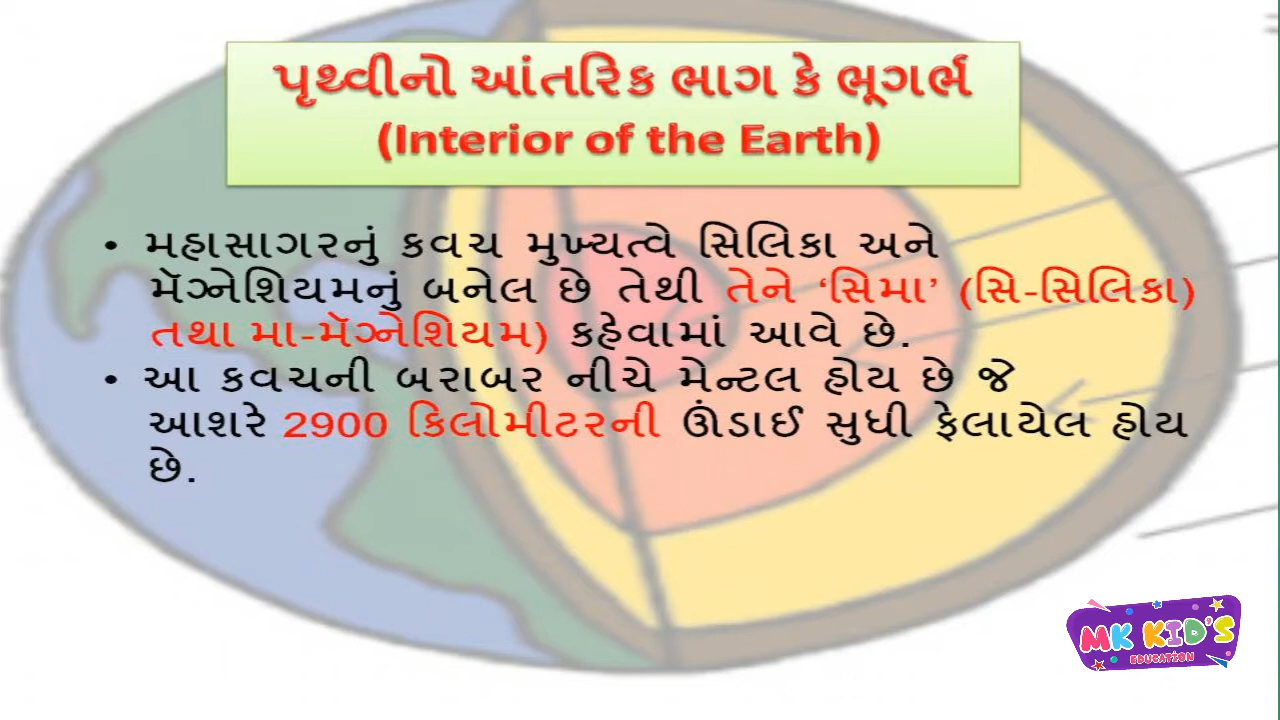 પૃથ્વીનો આંતરિક ભાગ કે ભૂગર્ભ
(Interior of the Earth)
• મહાસાગરનું કવચ મુખ્યત્વે સિલિકા અને
મૅગ્નેશિયમનું બનેલ છે તેથી તેને ‘સિમા’ (સિ-સિલિકા)
તથા મા-મૅગ્નેશિયમ) કહેવામાં આવે છે.
• આ કવચની બરાબર નીચે મેન્ટલ હોય છે જે
આશરે 2900 કિલોમીટરની ઊંડાઈ સુધી ફેલાયેલ હોય
છે.
MK KID'S
EDUCATION